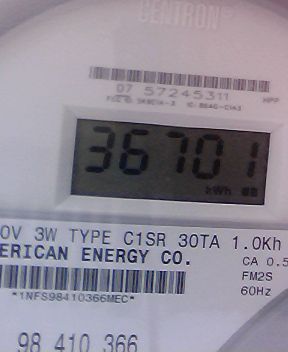 CENTRON
07 57245311
36701
kWh
0V 3W TYPE C1SR 30TA 1.0Kh
ERICAN ENERGY CO.
CA 0.5
FM2S
*1NFS98410366MEC*
60Hz
98 410 366